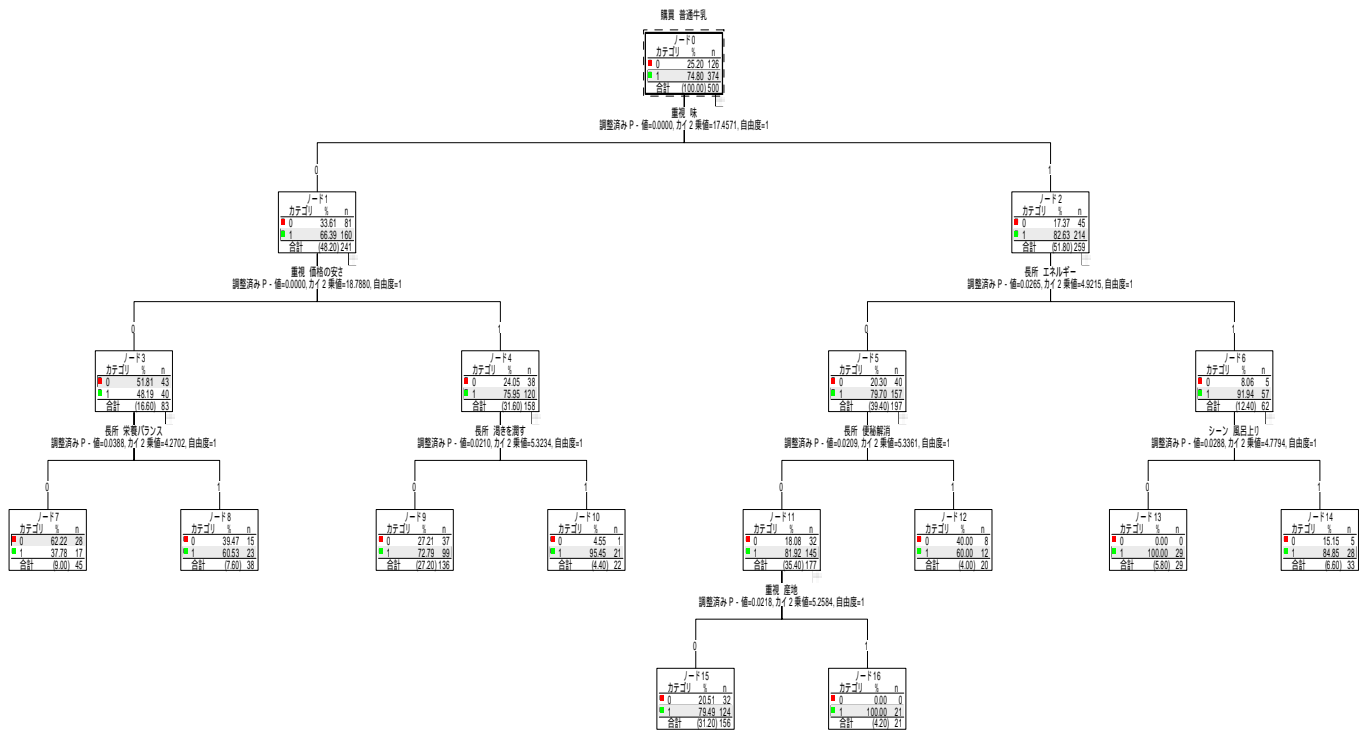 購買 普通牛乳
ノード0
カテゴリ % n
0 25.20 126
1 74.80 374
合計 (100.00) 500
重視 味
調整済み P - 値=0.0000, カイ 2 乗値=17.4571, 自由度=1
0
1
ノード1
カテゴリ % n
0 33.61 81
1 66.39 160
合計 (48.20) 241
ノード2
カテゴリ % n
0 17.37 45
1 82.63 214
合計 (51.80) 259
重視 価格の安さ
調整済み P - 値=0.0000, カイ 2 乗値=18.7880, 自由度=1
長所 エネルギー
調整済み P - 値=0.0265, カイ 2 乗値=4.9215, 自由度=1
0
1
0
1
ノード3
カテゴリ % n
0 51.81 43
1 48.19 40
合計 (16.60) 83
ノード4
カテゴリ % n
0 24.05 38
1 75.95 120
合計 (31.60) 158
ノード5
カテゴリ % n
0 20.30 40
1 79.70 157
合計 (39.40) 197
ノード6
カテゴリ % n
0 8.06 5
1 91.94 57
合計 (12.40) 62
長所 栄養バランス
調整済み P - 値=0.0388, カイ 2 乗値=4.2702, 自由度=1
長所 渇きを潤す
調整済み P - 値=0.0210, カイ 2 乗値=5.3234, 自由度=1
長所 便秘解消
調整済み P - 値=0.0209, カイ 2 乗値=5.3361, 自由度=1
シーン 風呂上り
調整済み P - 値=0.0288, カイ 2 乗値=4.7794, 自由度=1
0
1
0
1
0
1
0
1
ノード7
カテゴリ % n
0 62.22 28
1 37.78 17
合計 (9.00) 45
ノード8
カテゴリ % n
0 39.47 15
1 60.53 23
合計 (7.60) 38
ノード9
カテゴリ % n
0 27.21 37
1 72.79 99
合計 (27.20) 136
ノード10
カテゴリ % n
0 4.55 1
1 95.45 21
合計 (4.40) 22
ノード11
カテゴリ % n
0 18.08 32
1 81.92 145
合計 (35.40) 177
ノード12
カテゴリ % n
0 40.00 8
1 60.00 12
合計 (4.00) 20
ノード13
カテゴリ % n
0 0.00 0
1 100.00 29
合計 (5.80) 29
ノード14
カテゴリ % n
0 15.15 5
1 84.85 28
合計 (6.60) 33
重視 産地
調整済み P - 値=0.0218, カイ 2 乗値=5.2584, 自由度=1
0
1
ノード15
カテゴリ % n
0 20.51 32
1 79.49 124
合計 (31.20) 156
ノード16
カテゴリ % n
0 0.00 0
1 100.00 21
合計 (4.20) 21